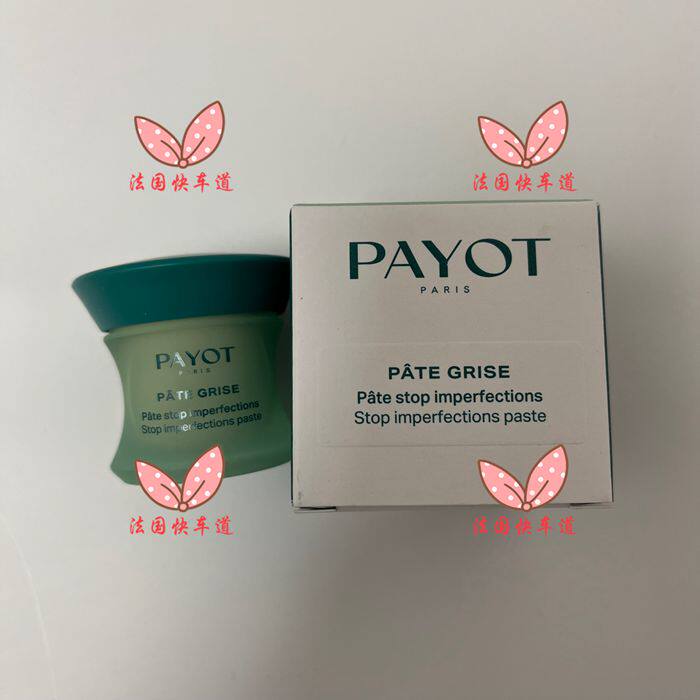 法国快车道
法国快车道
PAYOT
PARIS
PÂTE GRISE
Pâte stop imperfections
Stop imperfections paste
PAYOT
PARIS
PÂTE GRISE
Pâte stop imperfections
Stop imperfections paste
法国快车道
法国快车道